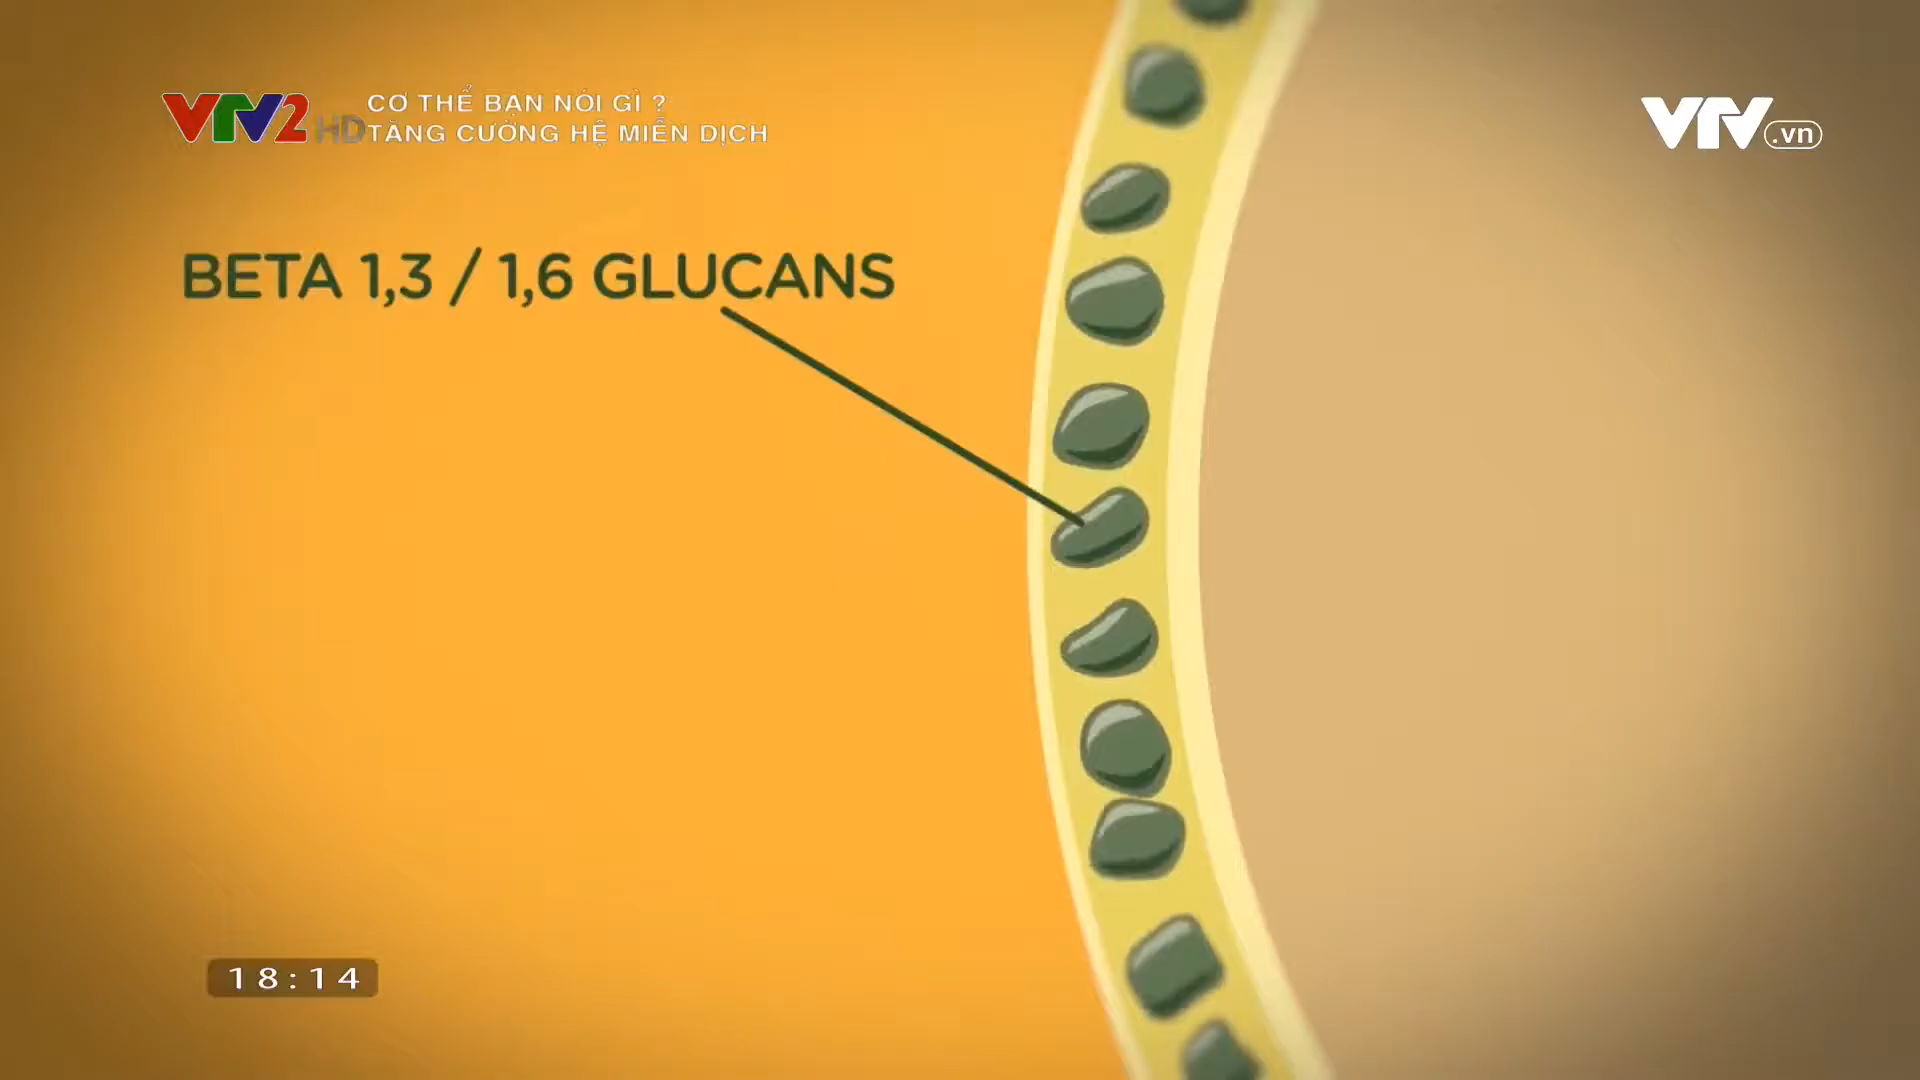 VTV2 HD
CƠ THỂ BẠN NÓI GÌ ?
TĂNG CƯỜNG HỆ MIỄN DỊCH
VTV.vn
BETA 1,3 / 1,6 GLUCANS
18:14